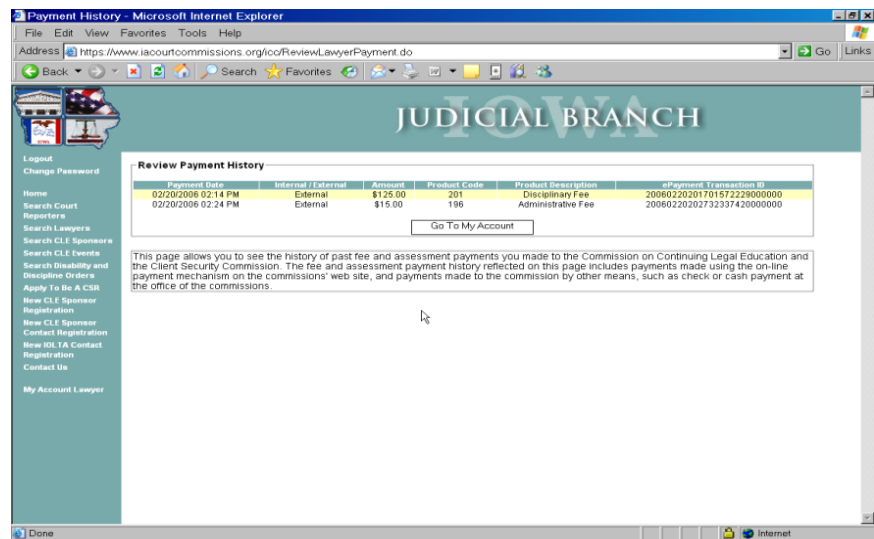 Payment History - Microsoft Internet Explorer
File Edit View Favorites Tools Help
Address https://www.iacourtcommissions.org/icc/ReviewLawyerPayment.do Go Links
Back Search Favorites
IOWA
JUDICIAL BRANCH
Logout
Change Password
Home
Search Court
Reporters
Search Lawyers
Search CLE Sponsors
Search CLE Events
Search Disability and
Discipline Orders
Apply To Be A CSR
New CLE Sponsor
Registration
New CLE Sponsor
Contact Registration
New IOLTA Contact
Registration
Contact Us
My Account Lawyer
Review Payment History
Payment Date Internal / External Amount Product Code Product Description ePayment Transaction ID
02/20/2006 02:14 PM External $125.00 201 Disciplinary Fee
02/20/2006 02:24 PM External $15.00 196 Administrative Fee
Go To My Account
This page allows you to see the history of past fee and assessment payments you made to the Commission on Continuing Legal Education and
the Client Security Commission. The fee and assessment payment history reflected on this page includes payments made using the on-line
payment mechanism on the commissions' web site, and payments made to the commission by other means, such as check or cash payment at
the office of the commissions.
Done Internet